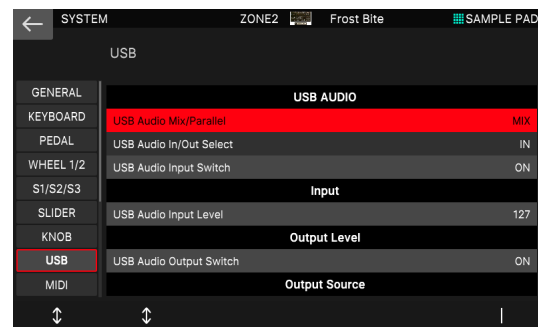 SYSTEM ZONE2 Frost Bite SAMPLE PAD
USB
GENERAL
KEYBOARD
PEDAL
WHEEL 1/2
S1/S2/S3
SLIDER
KNOB
USB
MIDI
USB AUDIO
USB Audio Mix/Parallel MIX
USB Audio In/Out Select IN
USB Audio Input Switch ON
Input
USB Audio Input Level 127
Output Level
USB Audio Output Switch ON
Output Source